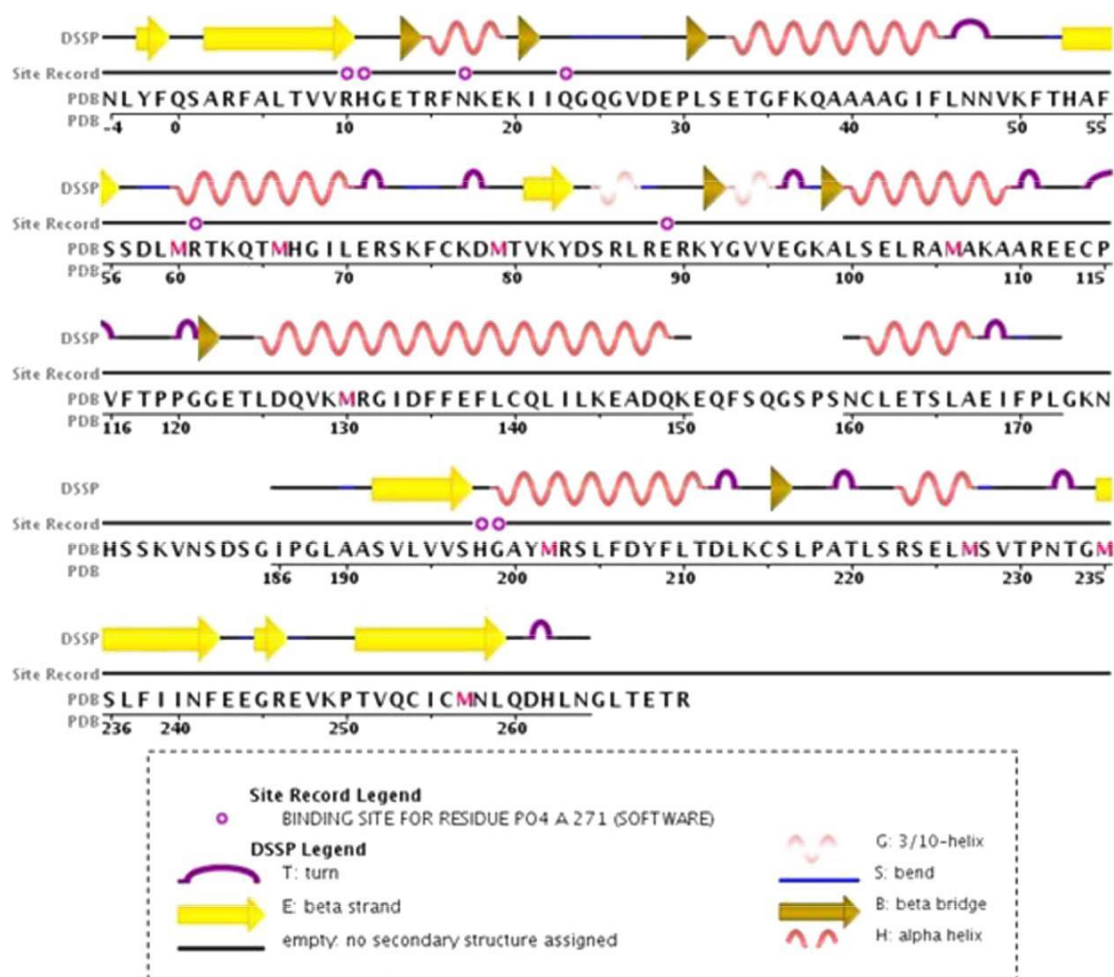 DSSP
Site Record
PDB NLYFQSARFALTVVRHGETRFNKEKIIQGQGVDEPLSETGFKQAAAAGIFLNNVKFTHAF
PDB -4 0 10 20 30 40 50 55
DSSP
Site Record
PDB SSDLMRTKQTMHGILERSKFCKDMTVKYDSRLRERKYGVVEGKALSELRAMAKAAREECP
PDB 56 60 70 80 90 100 110 115
DSSP
Site Record
PDB VFTPPGGETLDQVKMRGIDFFEFLCQLILKEADQKEQFSQGSPSNCLETSLAEIFPLGKN
PDB 116 120 130 140 150 160 170
DSSP
Site Record
PDB HSSKVNSDSGIPGLAASVLVVSHGAYMRSLFDYFLTDLKCSLPATLSRSELMSVTPNTGM
PDB 186 190 200 210 220 230 235
DSSP
Site Record
PDB SLFIINFEEGREVKPTVQCICMNLQDHLNGLTETR
PDB 236 240 250 260
Site Record Legend
BINDING SITE FOR RESIDUE PO4 A 271 (SOFTWARE)
DSSP Legend
T: turn
E: beta strand
empty: no secondary structure assigned
G: 3/10-helix
S: bend
B: beta bridge
H: alpha helix